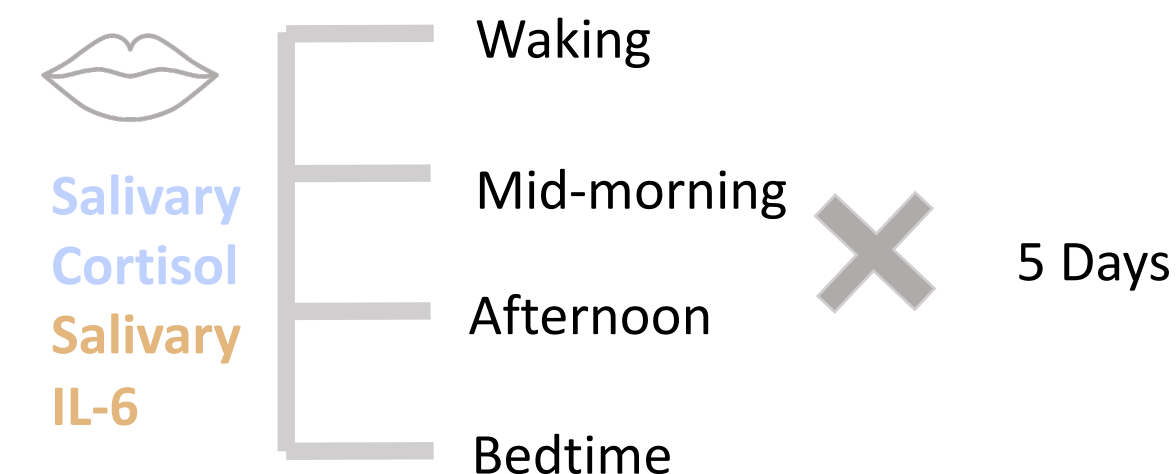 Salivary
Cortisol
Salivary
IL-6
Waking
Mid-morning
Afternoon
Bedtime
5 Days